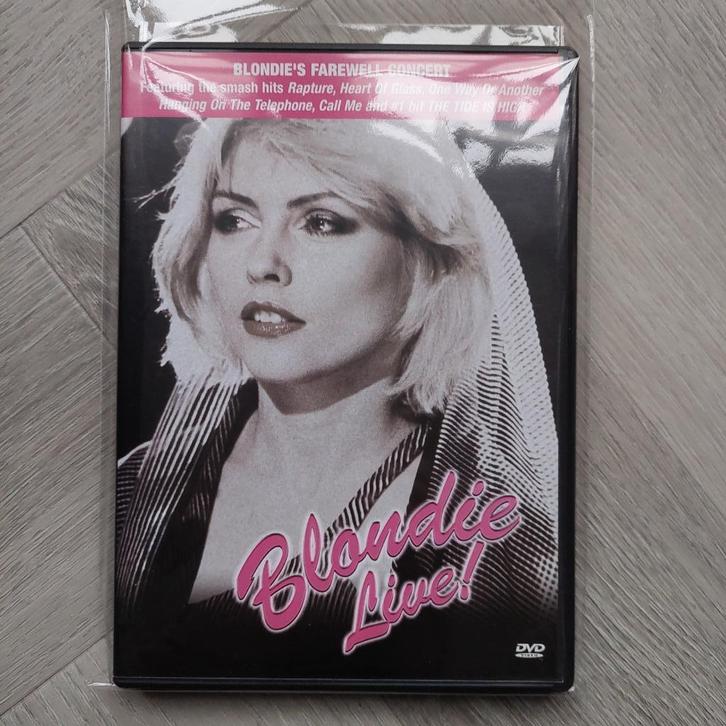 BLONDIE'S FAREWELL CONCERT
Featuring the smash hits Rapture, Heart Of Glass, One Way Or Another
Hanging On The Telephone, Call Me and #1 hit THE TIDE IS HIGH
Blondie
Live!
DVD
VIDEO